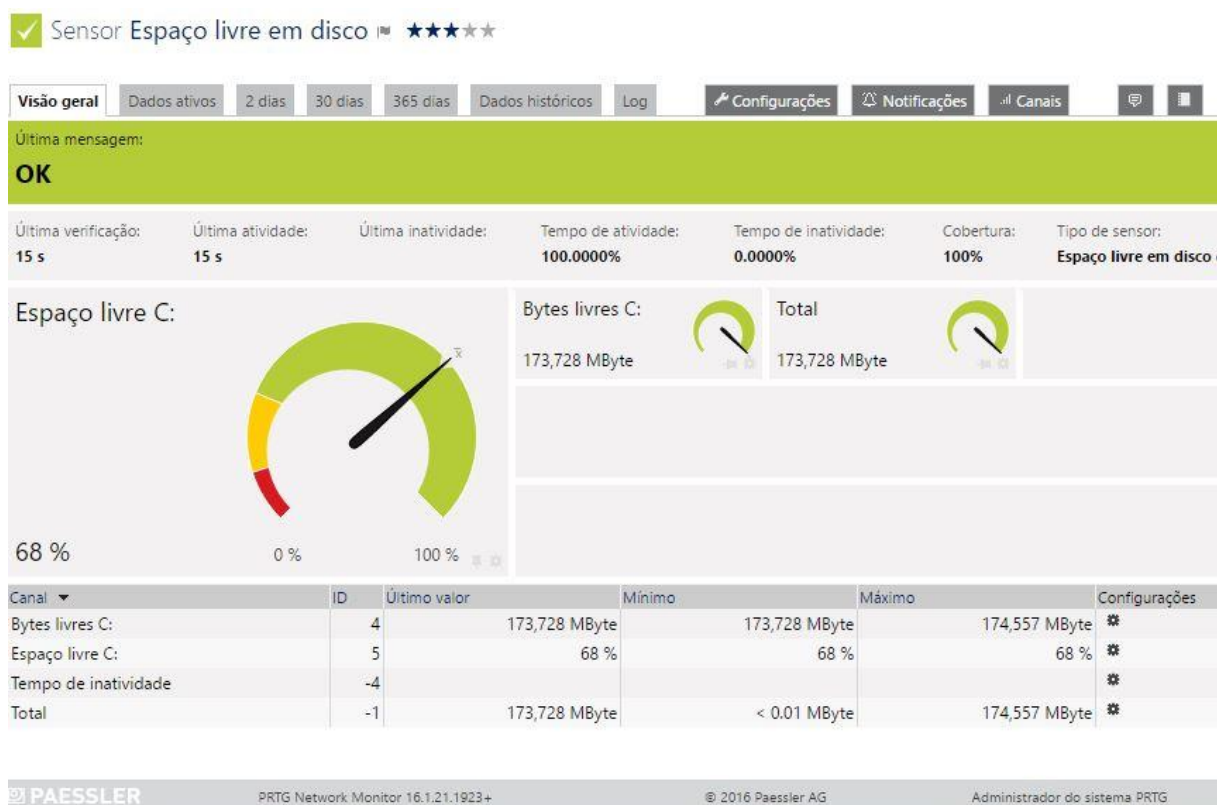 Sensor Espaço livre em disco
Visão geral Dados ativos 2 dias 30 dias 365 dias Dados históricos Log Configurações Notificações Canais
Última mensagem:
OK
Última verificação: Última atividade: Última inatividade: Tempo de atividade: Tempo de inatividade: Cobertura: Tipo de sensor:
15 s 15 s 100.0000% 0.0000% 100% Espaço livre em disco
Espaço livre C: Bytes livres C: Total
173,728 MByte 173,728 MByte
x̄
68 % 0 % 100 %
Canal ID Último valor Mínimo Máximo Configurações
Bytes livres C: 4 173,728 MByte 173,728 MByte 174,557 MByte
Espaço livre C: 5 68 % 68 % 68 %
Tempo de inatividade -4
Total -1 173,728 MByte < 0.01 MByte 174,557 MByte
PAESSLER PRTG Network Monitor 16.1.21.1923+ © 2016 Paessler AG Administrador do sistema PRTG